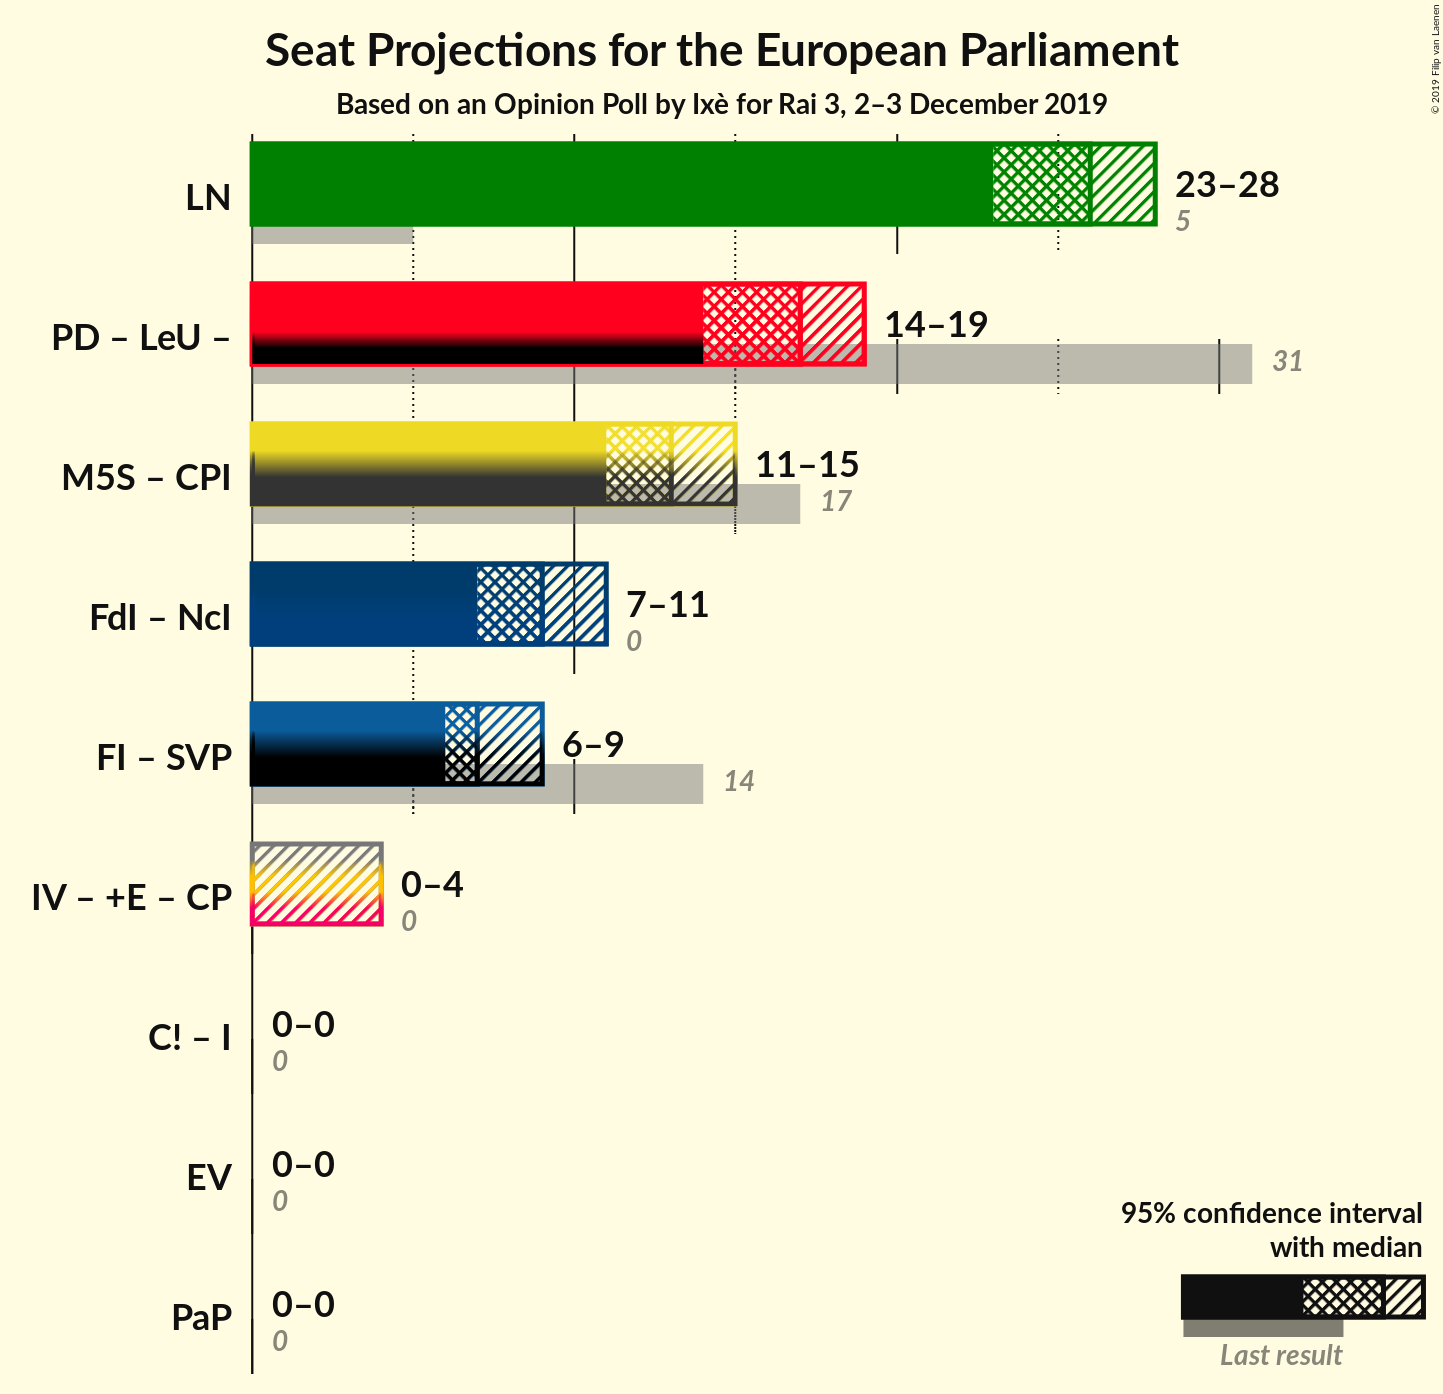 Seat Projections for the European Parliament
Based on an Opinion Poll by Ixè for Rai 3, 2–3 December 2019
© 2019 Filip van Laenen
LN
23–28
5
PD – LeU –
14–19
31
M5S – CPI
11–15
17
FdI – NcI
7–11
0
FI – SVP
6–9
14
IV – +E – CP
0–4
0
C! – I
0–0
0
EV
0–0
0
PaP
0–0
0
95% confidence interval
with median
Last result